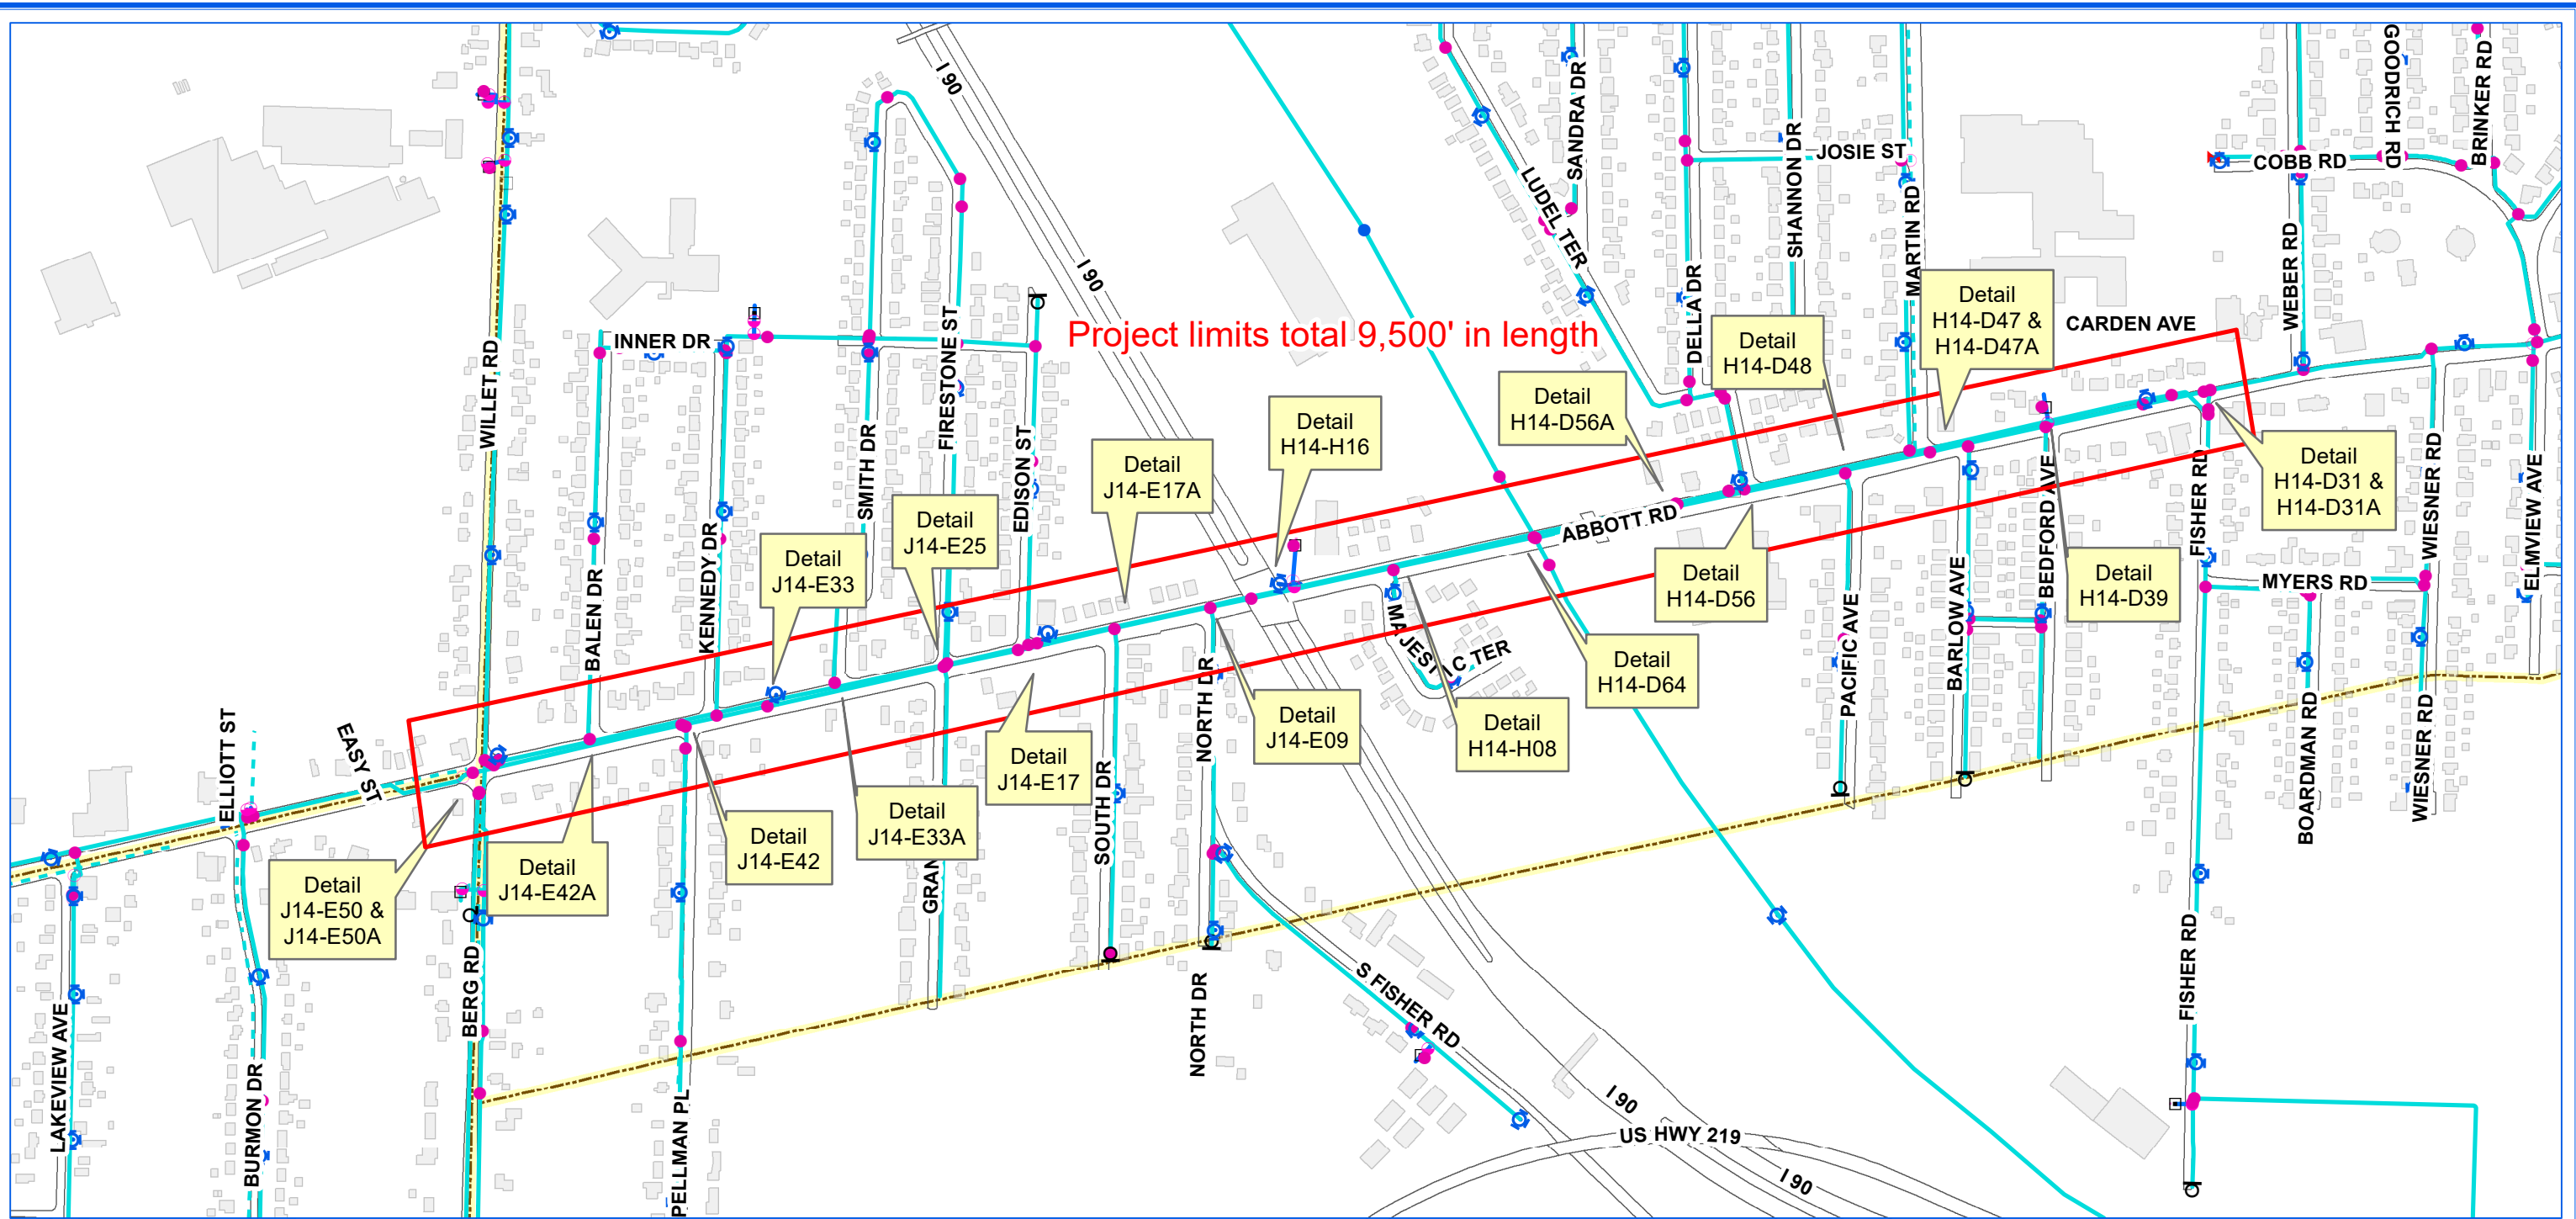 I 90
GOODRICH RD
BRINKER RD
SANDRA DR
SHANNON DR
JOSIE ST
COBB RD
LUDEL TER
MARTIN RD
WEBER RD
I 90
DELLA DR
Project limits total 9,500' in length
CARDEN AVE
INNER DR
WILLET RD
FIRESTONE ST
SMITH DR
EDISON ST
KENNEDY DR
BALEN DR
Detail
H14-D47 &
H14-D47A
Detail
H14-D48
Detail
H14-D56A
Detail
H14-H16
Detail
J14-E17A
Detail
J14-E25
Detail
J14-E33
ABBOTT RD
Detail
H14-D31 &
H14-D31A
WIESNER RD
ELMVIEW AVE
FISHER RD
BEDFORD AVE
BARLOW AVE
PACIFIC AVE
MYERS RD
Detail
H14-D39
Detail
H14-D56
Detail
H14-D64
MAJESTIC TER
Detail
H14-H08
Detail
J14-E09
NORTH DR
Detail
J14-E17
SOUTH DR
Detail
J14-E33A
GRAN
Detail
J14-E42
Detail
J14-E42A
Detail
J14-E50 &
J14-E50A
ELLIOTT ST
EASY ST
BOARDMAN RD
WIESNER RD
BERG RD
LAKEVIEW AVE
BURMON DR
PELLMAN PL
NORTH DR
S FISHER RD
FISHER RD
I 90
US HWY 219
I 90